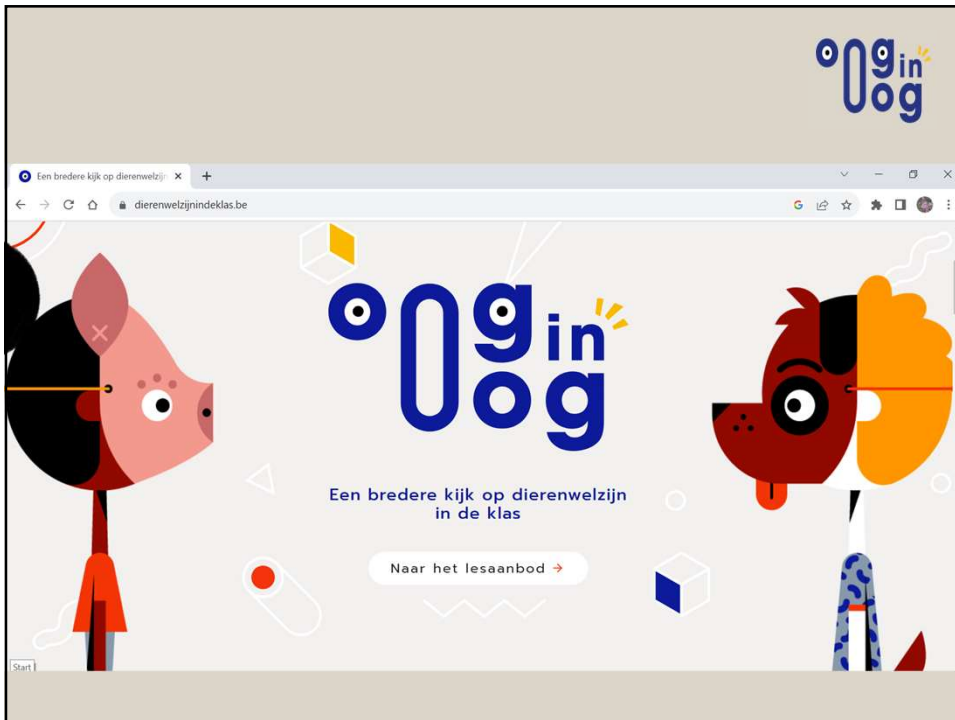 oog in
oog
Een bredere kijk op dierenwelzijn
dierenwelzijnindeklas.be
oog in
oog
Een bredere kijk op dierenwelzijn
in de klas
Naar het lesaanbod →
Start